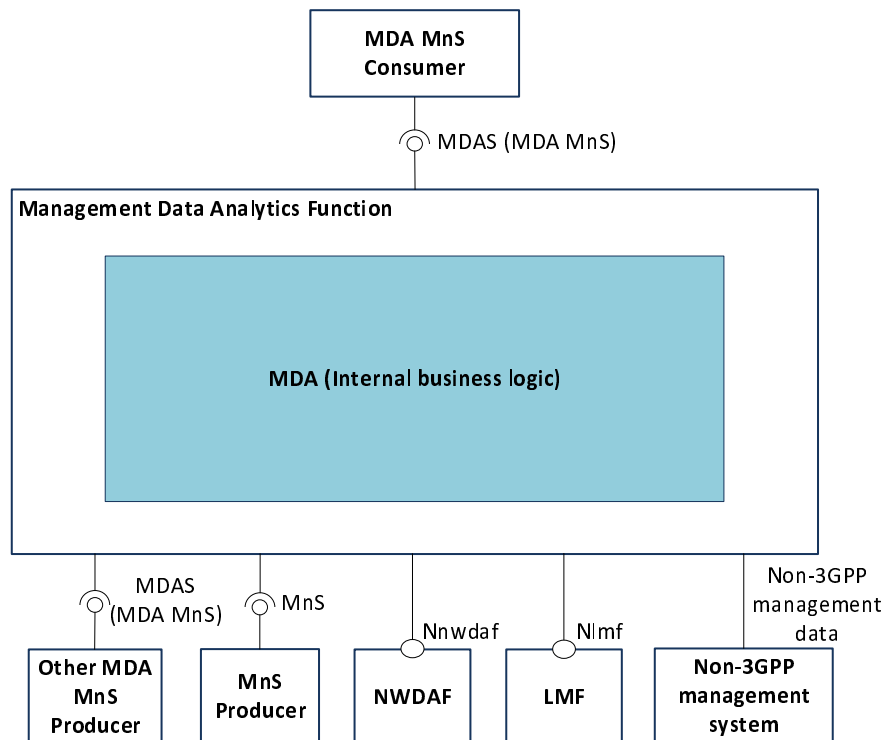 MDA MnS
Consumer
MDAS (MDA MnS)
Management Data Analytics Function
MDA (Internal business logic)
MDAS
(MDA MnS)
MnS
Nnwdaf
Nlmf
Non-3GPP
management
data
Other MDA
MnS
Producer
MnS
Producer
NWDAF
LMF
Non-3GPP
management
system